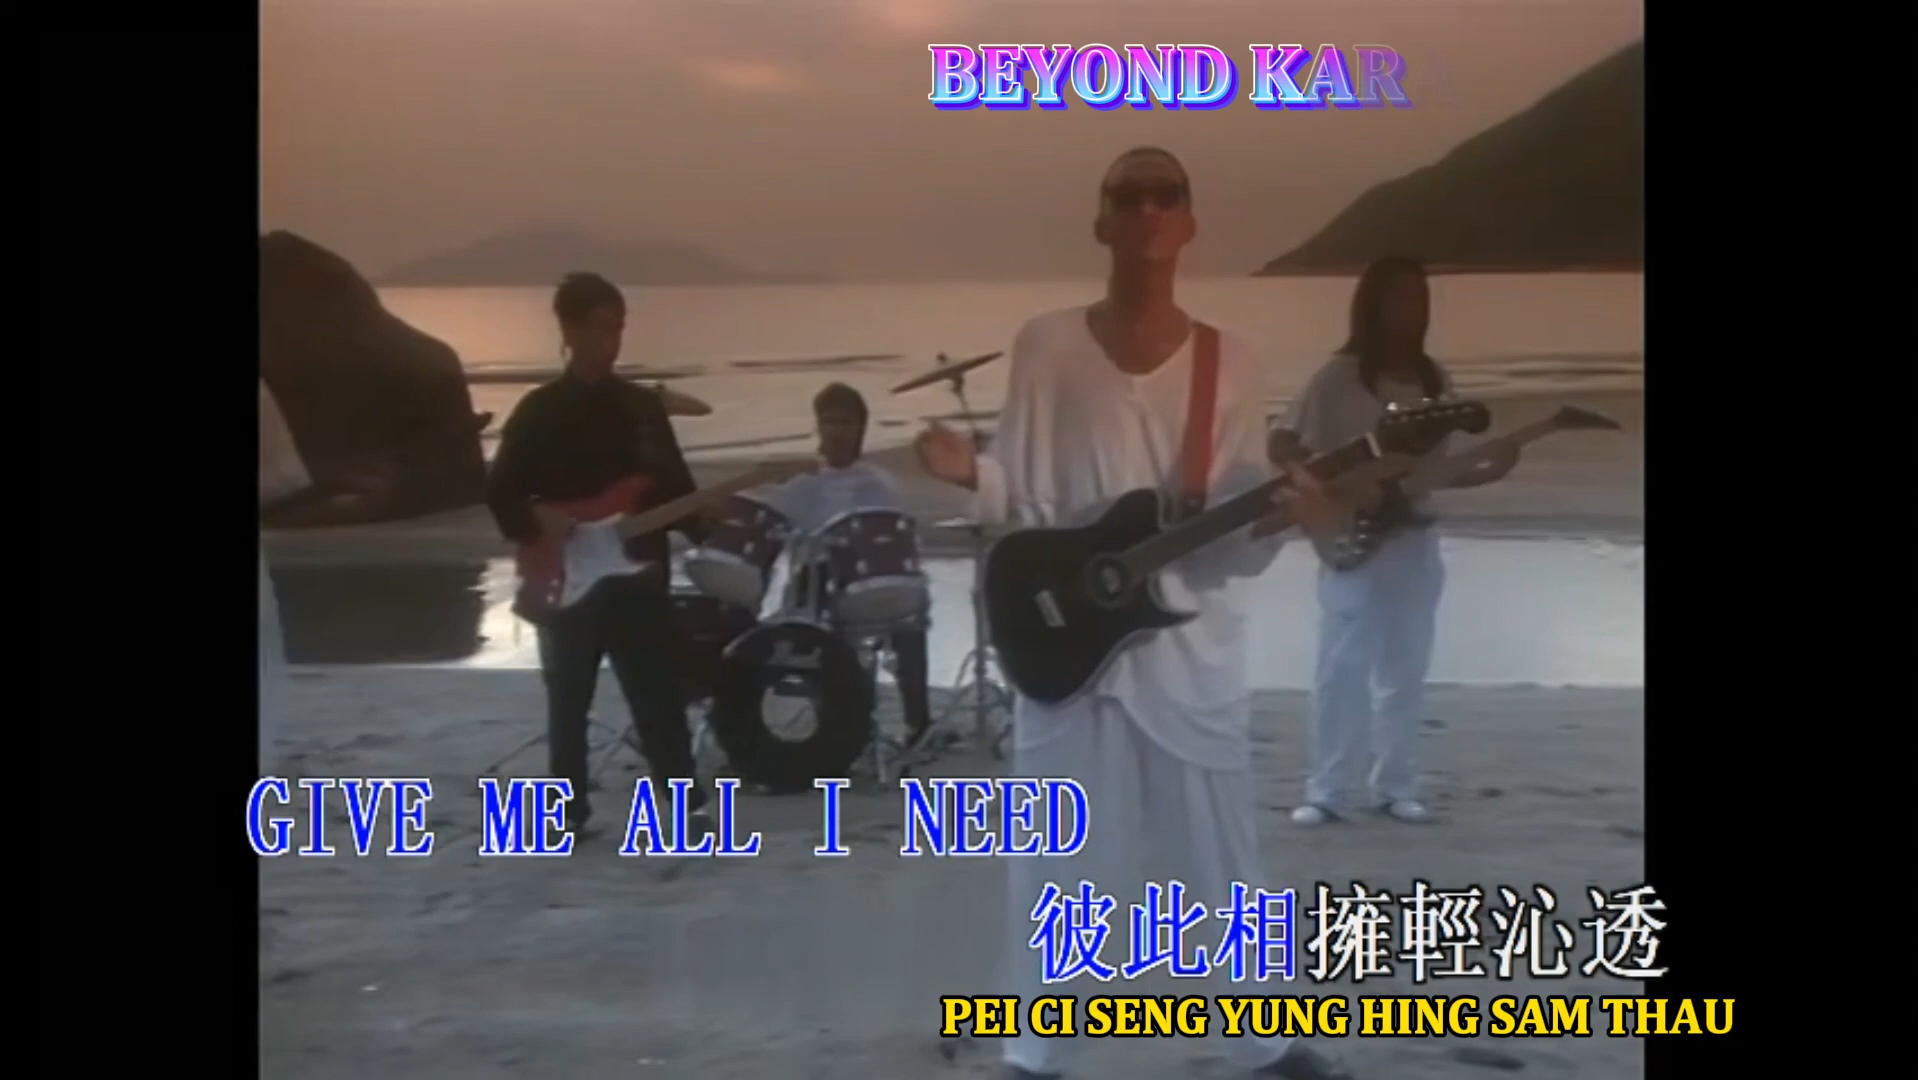 BEYOND KAR
GIVE ME ALL I NEED
彼此相擁輕沁透
PEI CI SENG YUNG HING SAM THAU